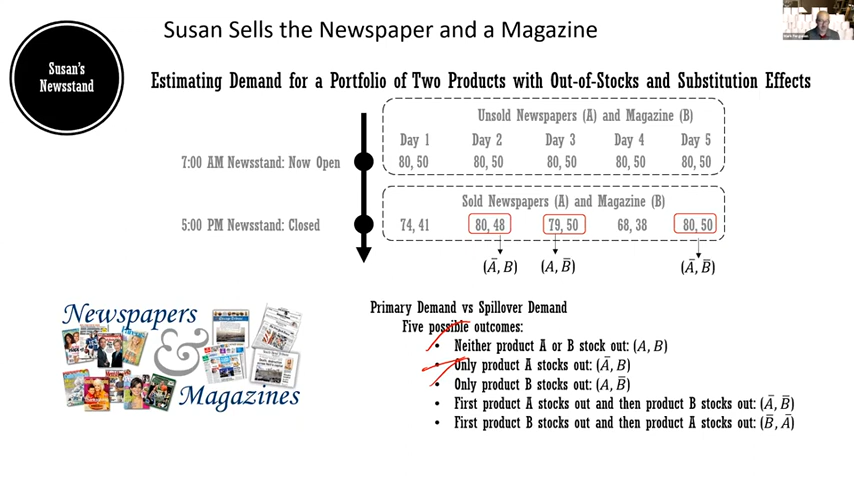 Susan Sells the Newspaper and a Magazine
Susan's
Newsstand
Estimating Demand for a Portfolio of Two Products with Out-of-Stocks and Substitution Effects
Unsold Newspapers (A) and Magazine (B)
Day 1 Day 2 Day 3 Day 4 Day 5
7:00 AM Newsstand: Now Open 80, 50 80, 50 80, 50 80, 50 80, 50
Sold Newspapers (A) and Magazine (B)
5:00 PM Newsstand: Closed 74, 41 80, 48 79, 50 68, 38 80, 50
(Ā, B) (A, B̄) (Ā, B̄)
Primary Demand vs Spillover Demand
Five possible outcomes:
• Neither product A or B stock out: (A, B)
• Only product A stocks out: (Ā, B)
• Only product B stocks out: (A, B̄)
• First product A stocks out and then product B stocks out: (Ā, B̄)
• First product B stocks out and then product A stocks out: (B̄, Ā)
Newspapers
&
Magazines